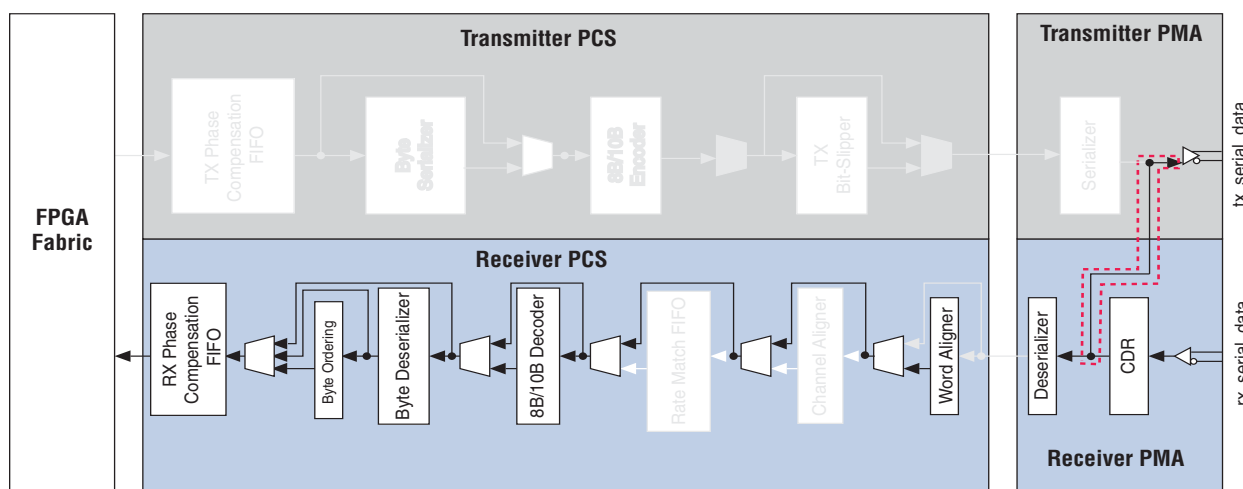 Transmitter PCS
Transmitter PMA
TX Phase
Compensation
FIFO
Byte
Serializer
8B/10B
Encoder
TX
Bit-Slipper
Serializer
tx_serial_data
FPGA
Fabric
Receiver PCS
RX Phase
Compensation
FIFO
Byte Ordering
Byte Deserializer
8B/10B Decoder
Rate Match FIFO
Channel Aligner
Word Aligner
Deserializer
CDR
rx_serial_data
Receiver PMA